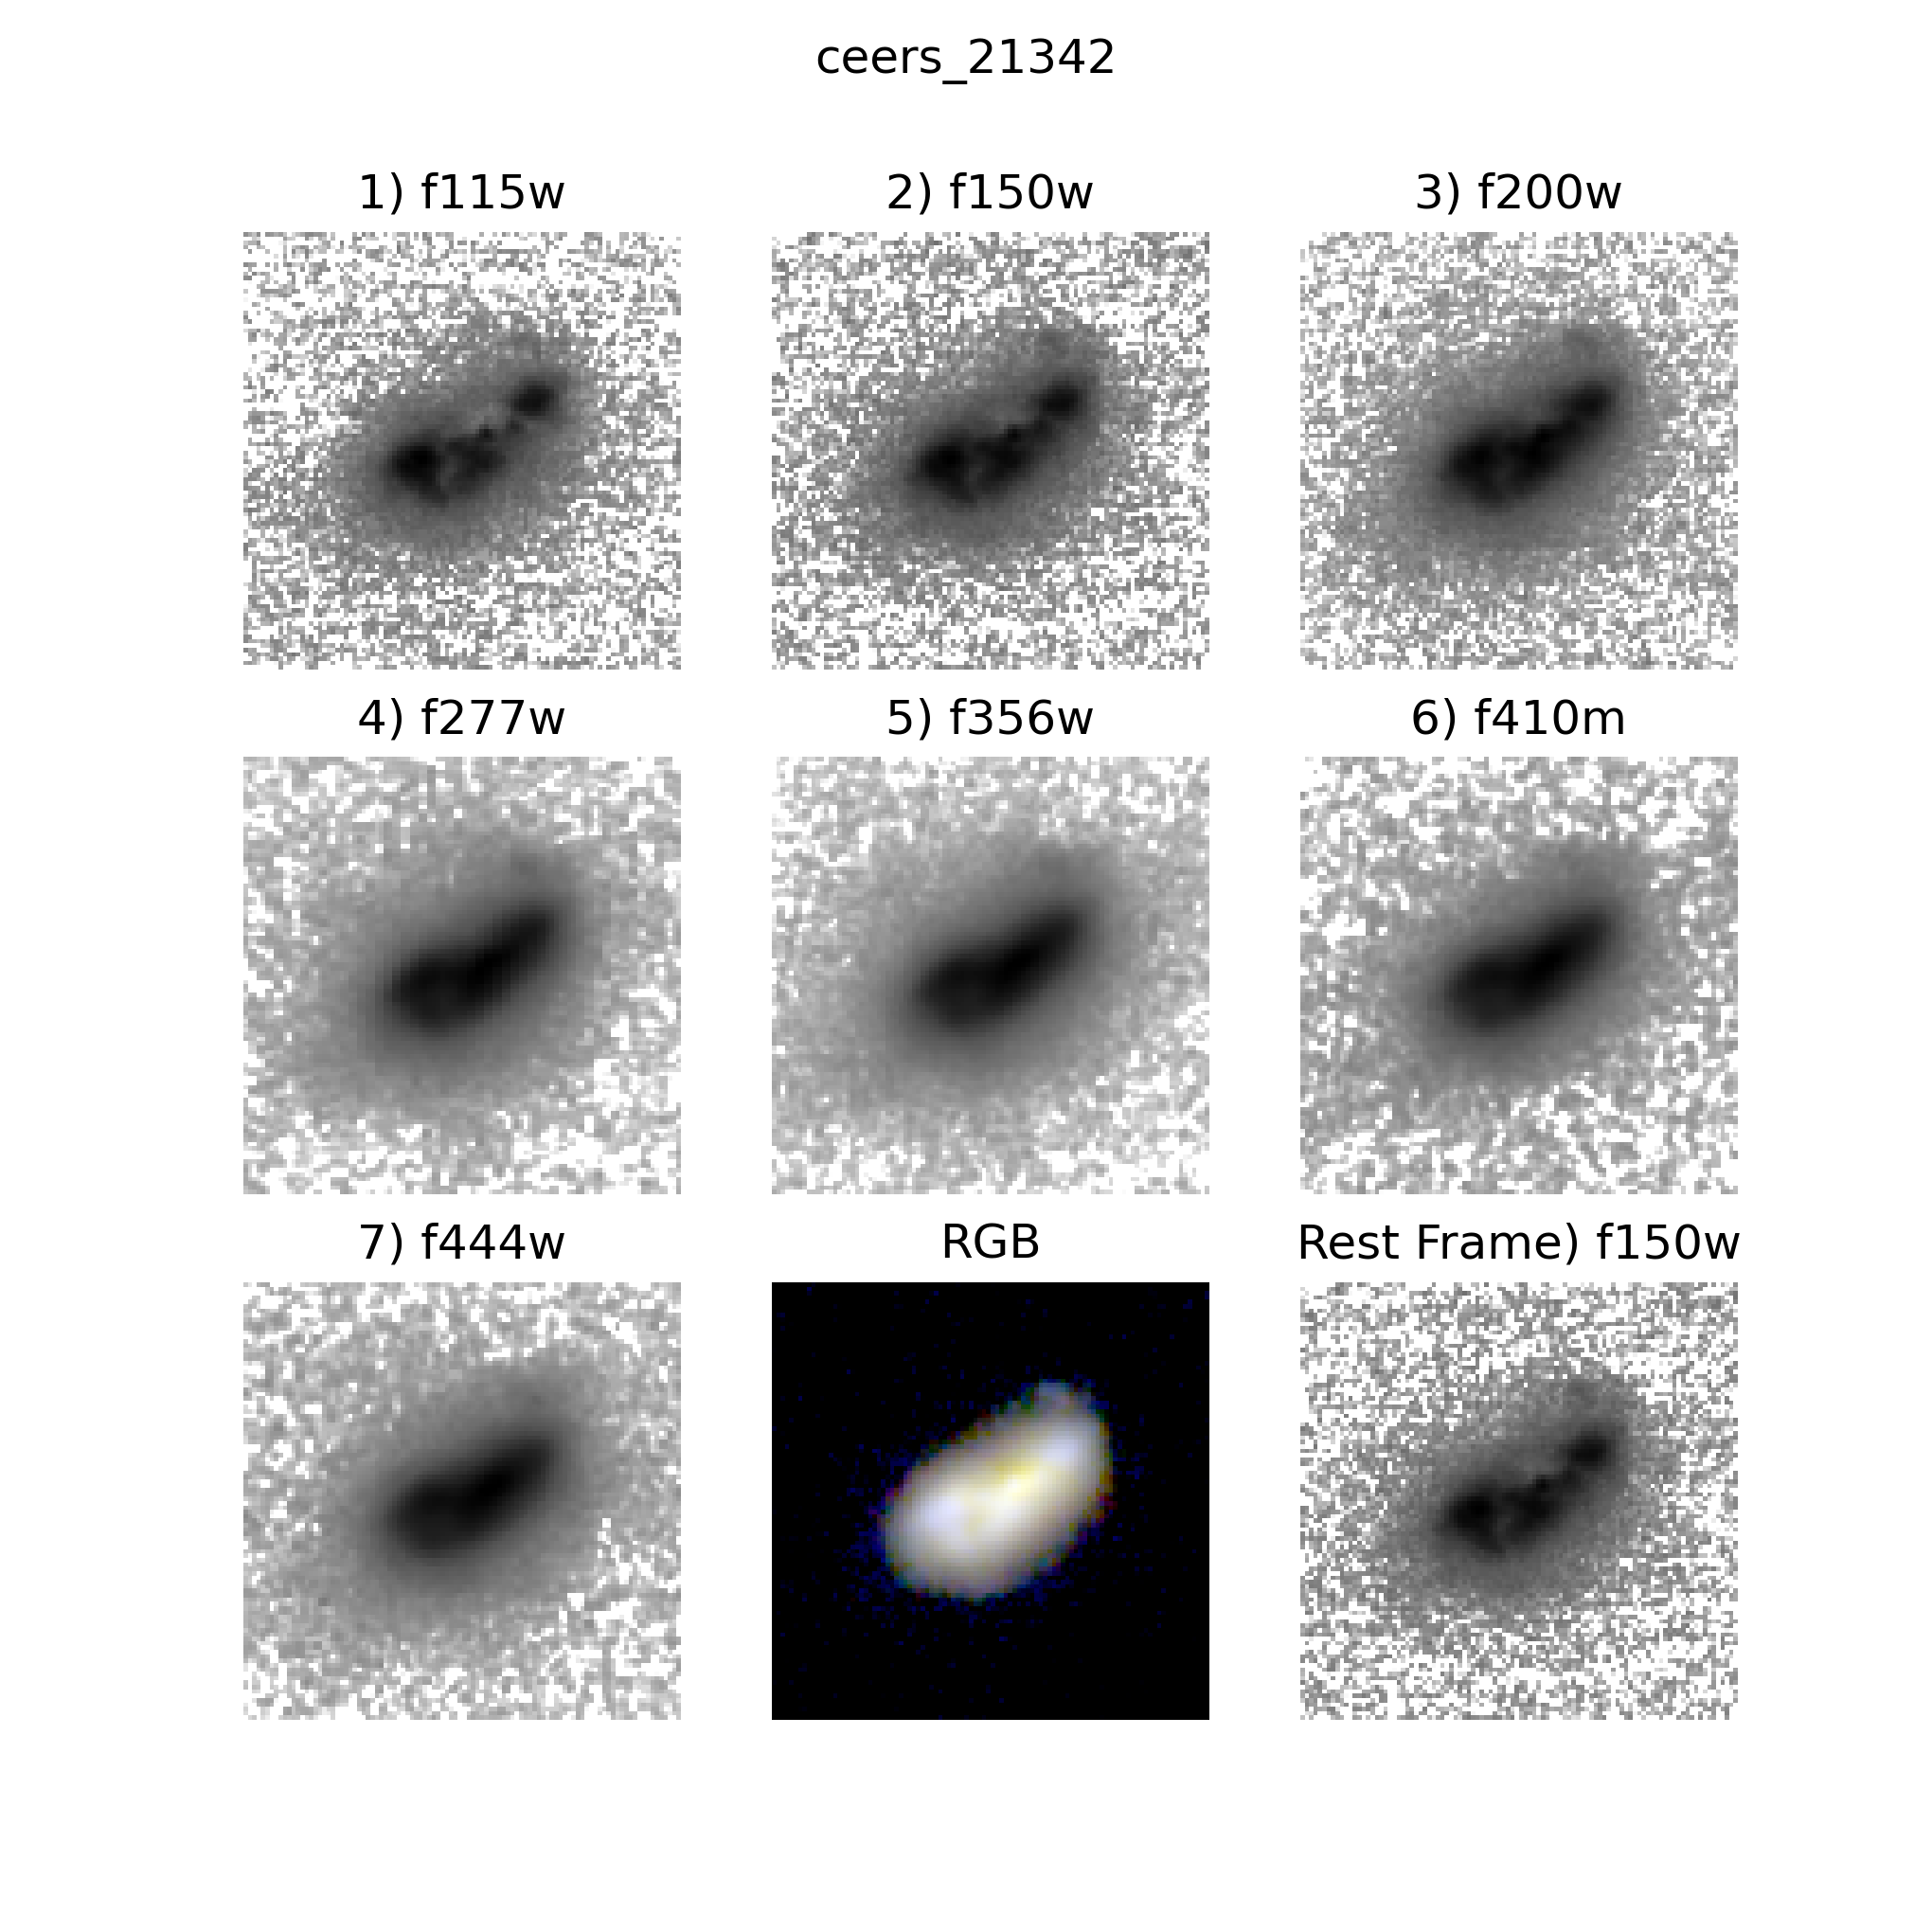 ceers_21342
1) f115w
2) f150w
3) f200w
4) f277w
5) f356w
6) f410m
7) f444w
RGB
Rest Frame) f150w